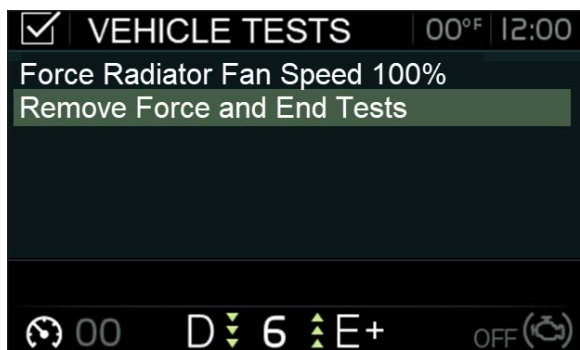 VEHICLE TESTS 00°F 12:00
Force Radiator Fan Speed 100%
Remove Force and End Tests
00 D 6 E+ OFF